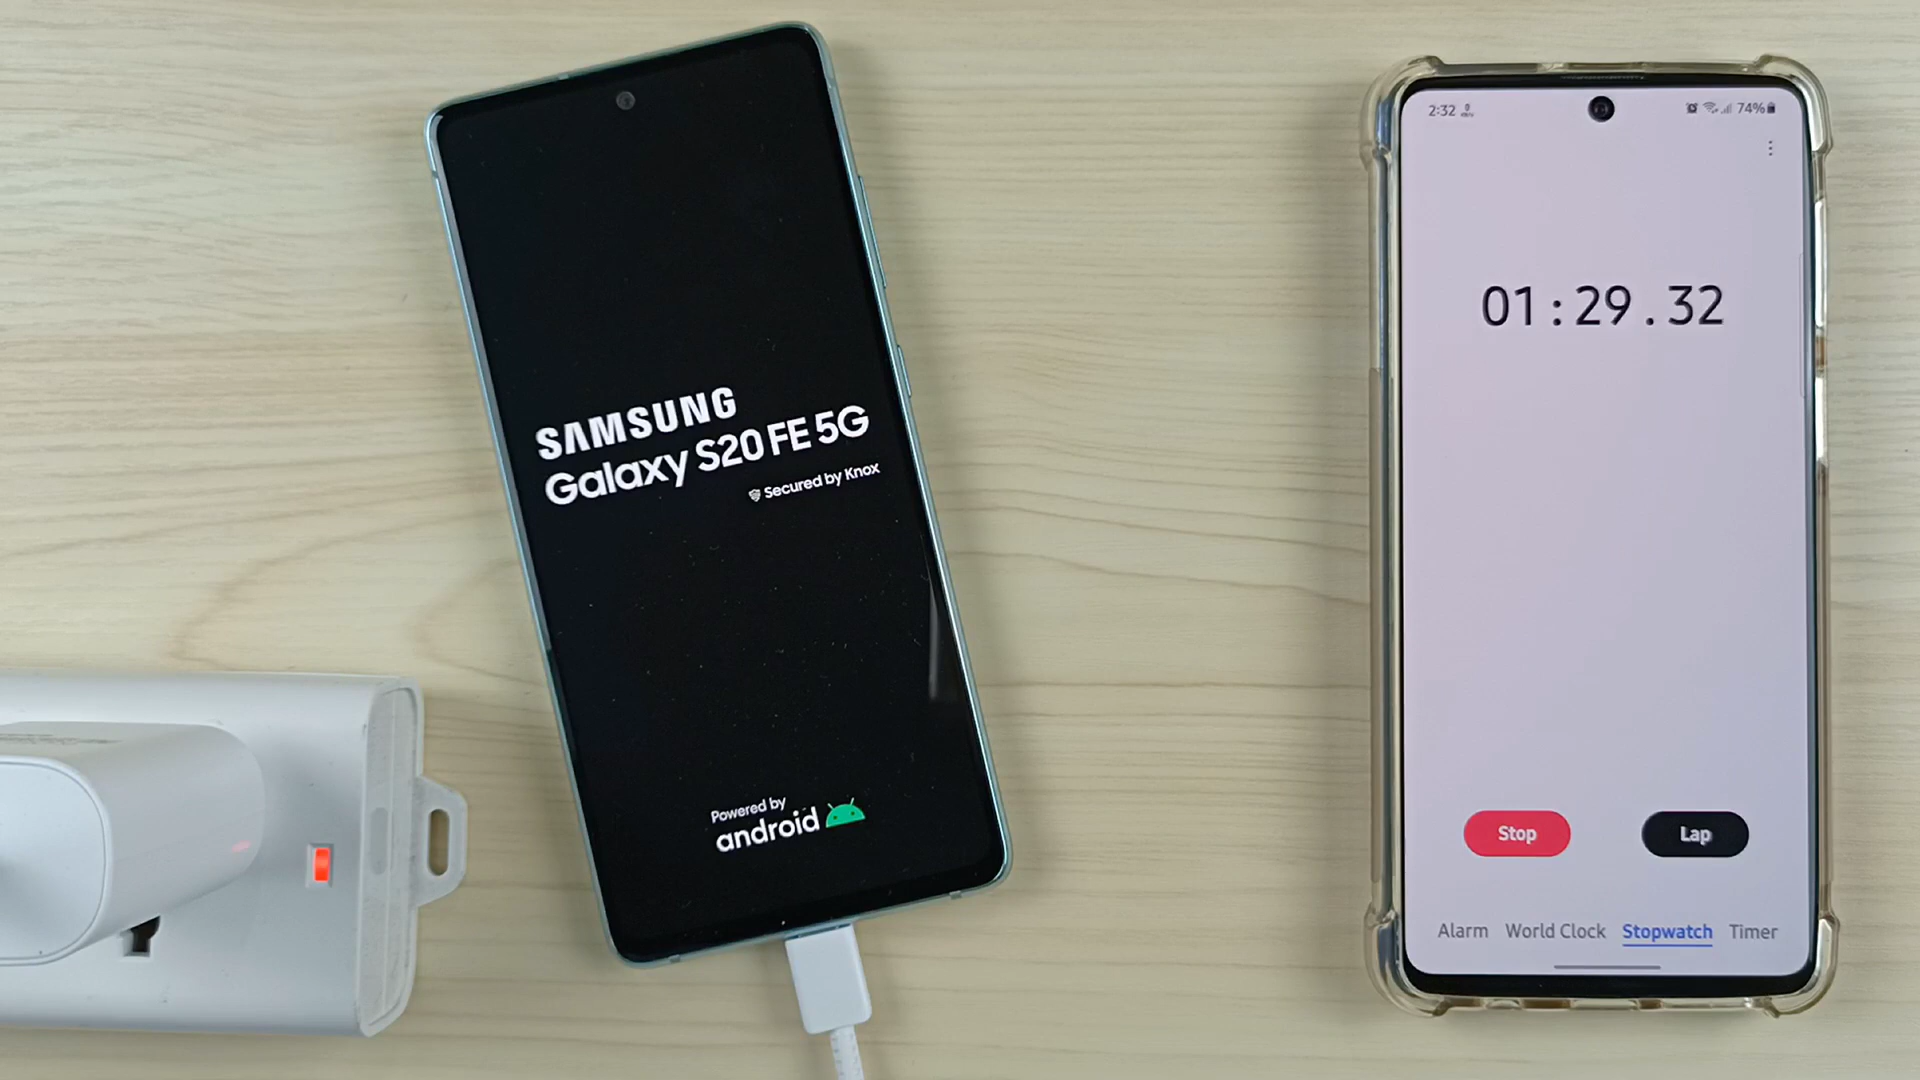 SAMSUNG
Galaxy S20 FE 5G
Secured by Knox
Powered by
android
2:32
74%
01:29.32
Stop
Lap
Alarm World Clock Stopwatch Timer